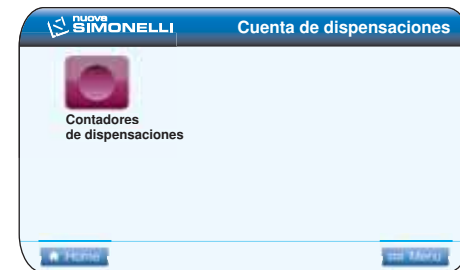 nuova
SIMONELLI
Cuenta de dispensaciones
Contadores
de dispensaciones
Home
Menu